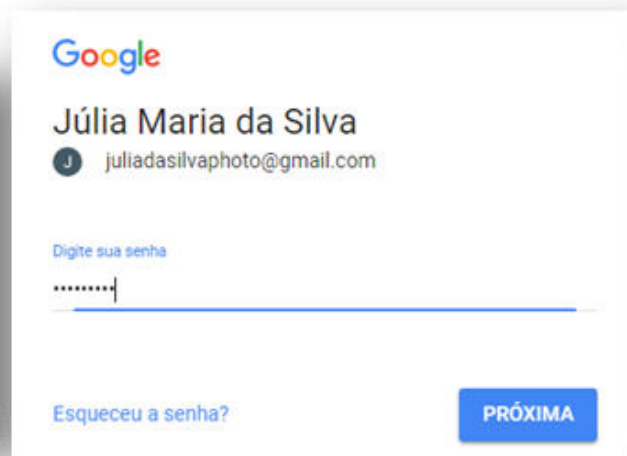 Google
Júlia Maria da Silva
J juliadasilvaphoto@gmail.com
Digite sua senha
•••••••••
Esqueceu a senha? PRÓXIMA